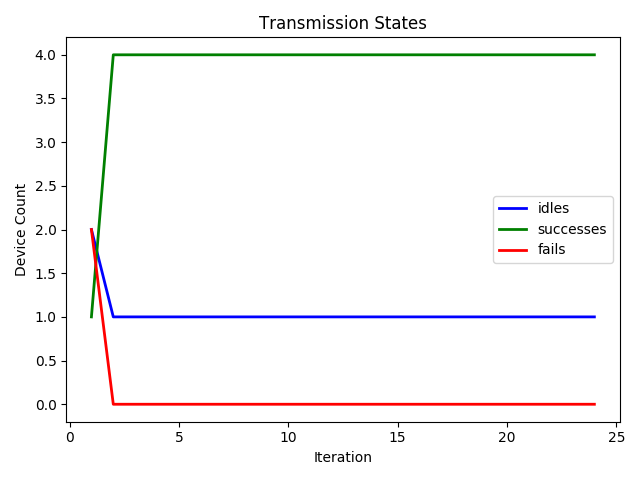 Transmission States
Device Count
4.0
3.5
3.0
2.5
2.0
1.5
1.0
0.5
0.0
idles
successes
fails
0 5 10 15 20 25
Iteration